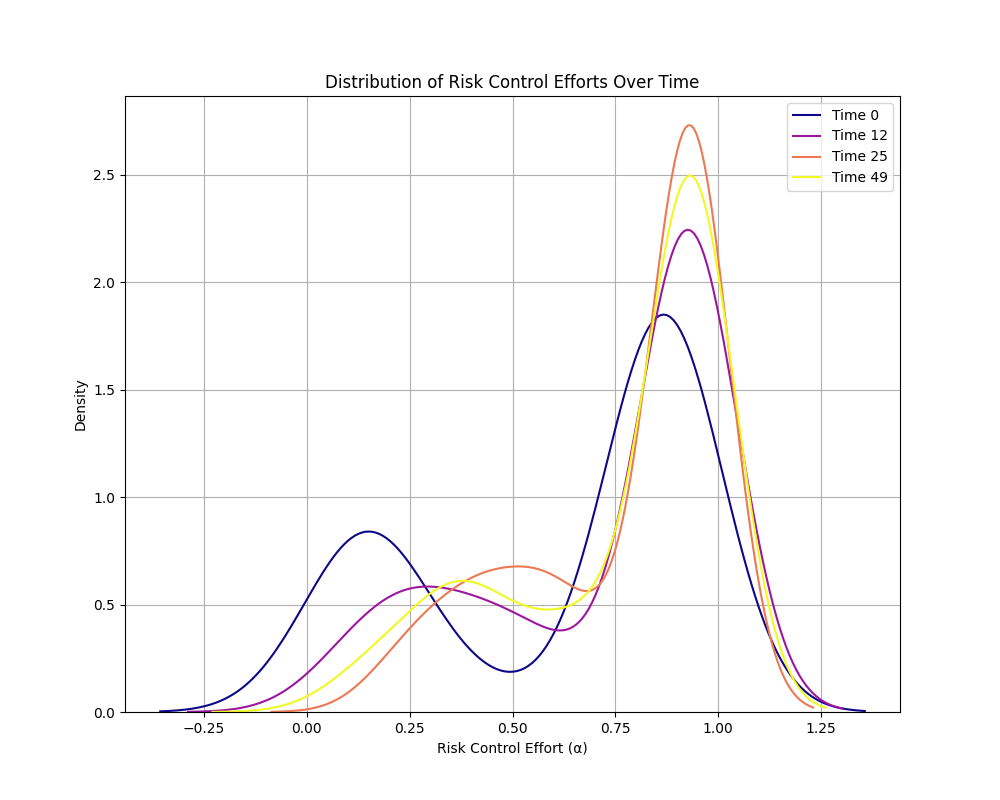 Distribution of Risk Control Efforts Over Time
Time 0
Time 12
Time 25
Time 49
Density
2.5
2.0
1.5
1.0
0.5
0.0
−0.25 0.00 0.25 0.50 0.75 1.00 1.25
Risk Control Effort (α)